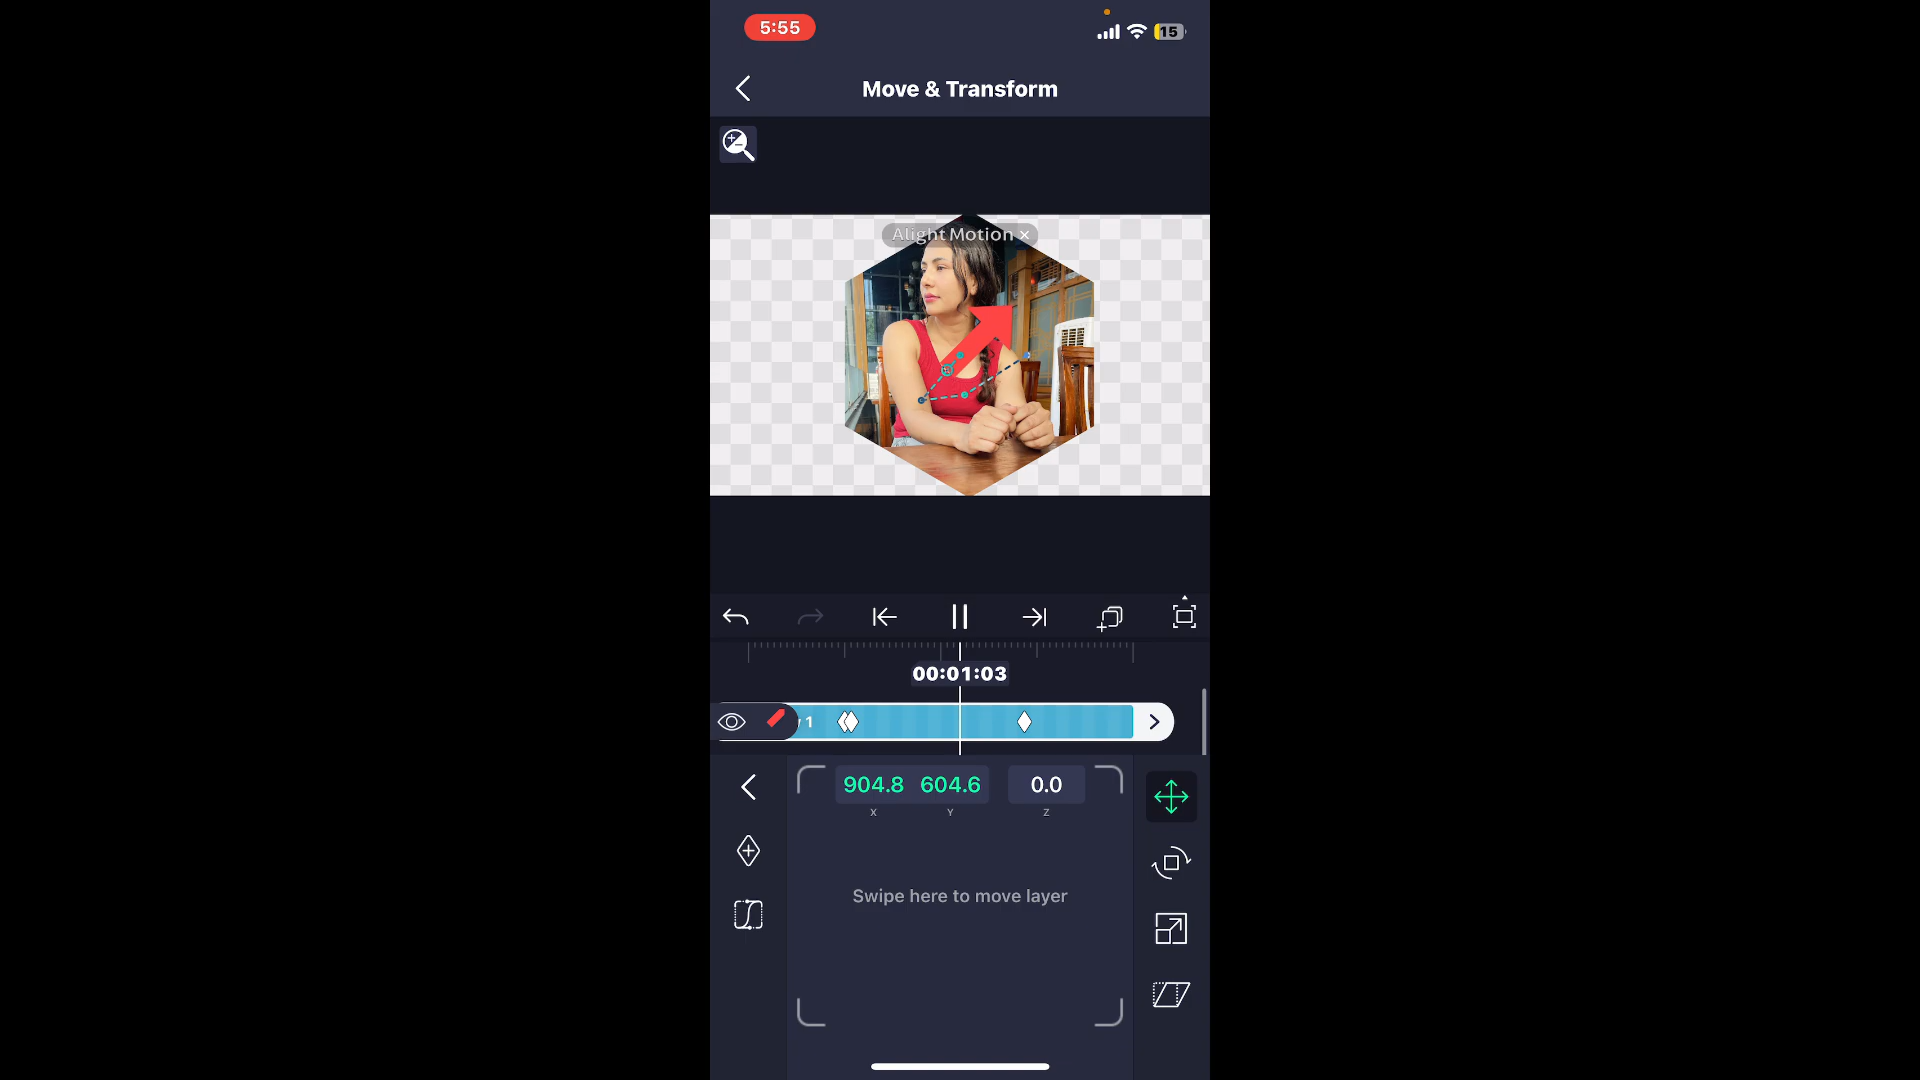 5:55
15
Move & Transform
Alight Motion ×
00:01:03
1
904.8 604.6 0.0
X Y Z
Swipe here to move layer